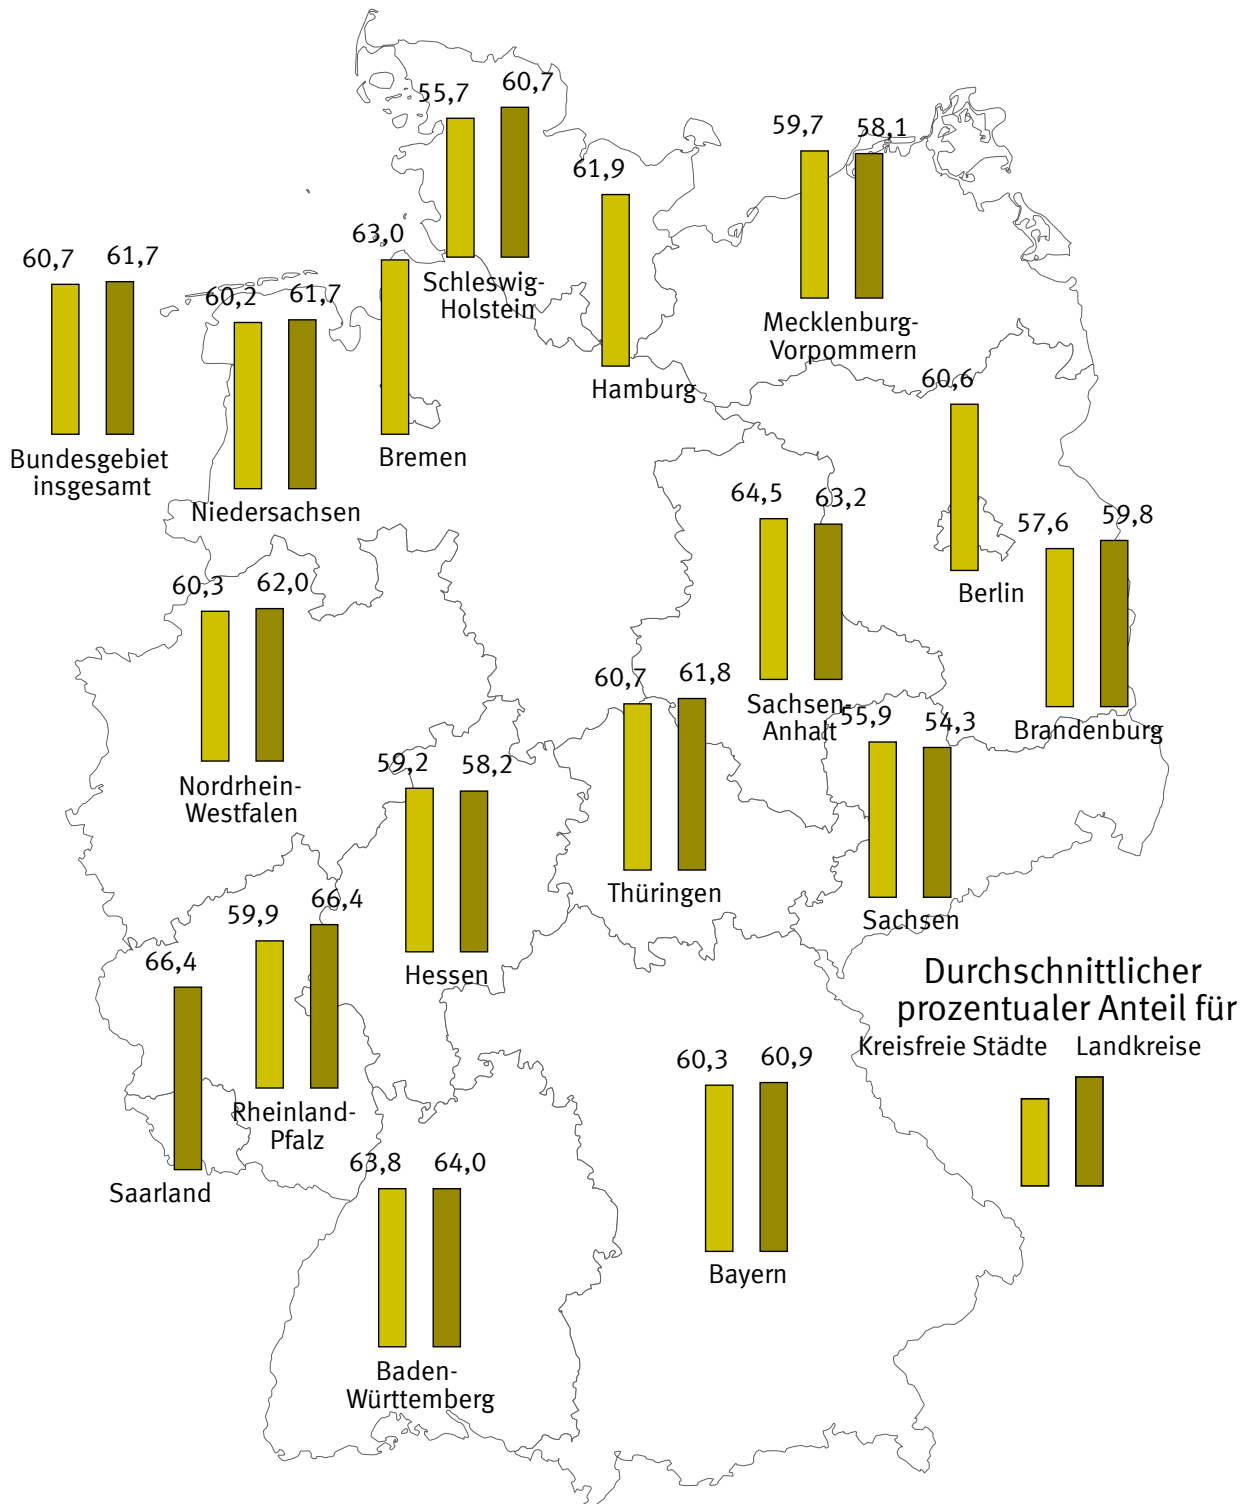 55,7 60,7
Schleswig-
Holstein
61,9
Hamburg
59,7 58,1
Mecklenburg-
Vorpommern
63,0
Bremen
60,7 61,7
Bundesgebiet
insgesamt
60,2 61,7
Niedersachsen
60,6
Berlin
64,5 63,2
Sachsen-
Anhalt
57,6 59,8
Brandenburg
60,3 62,0
Nordrhein-
Westfalen
60,7 61,8
Thüringen
55,9 54,3
Sachsen
59,2 58,2
Hessen
59,9 66,4
Rheinland-
Pfalz
66,4
Saarland
Durchschnittlicher
prozentualer Anteil für
Kreisfreie Städte Landkreise
60,3 60,9
Bayern
63,8 64,0
Baden-
Württemberg